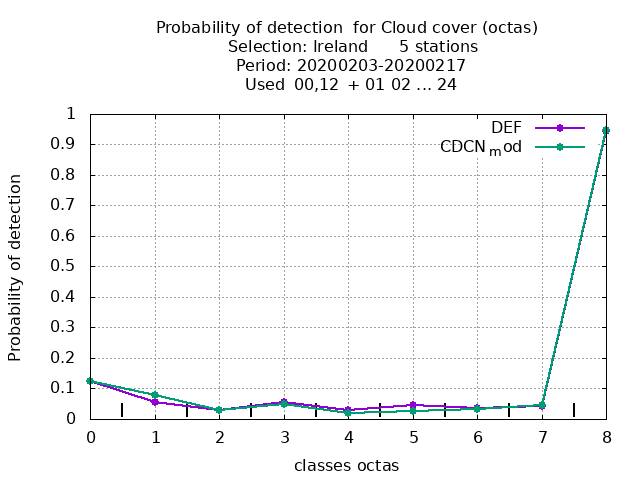 Probability of detection  for Cloud cover (octas)
Selection: Ireland      5 stations
Period: 20200203-20200217
Used  00,12  + 01 02 ... 24
DEF
CDCNmod
1
0.9
0.8
0.7
0.6
0.5
0.4
0.3
0.2
0.1
0
Probability of detection
0 1 2 3 4 5 6 7 8
classes octas